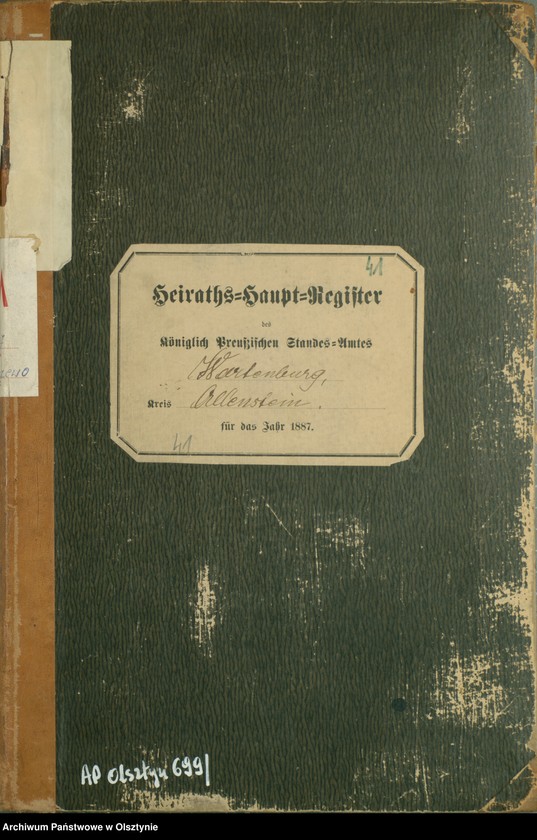 41
Heiraths=Haupt=Register
des
Königlich Preußischen Standes=Amtes
Wartenburg,
Kreis Allenstein.
für das Jahr 1887.
41
AP Olsztyn 699/
Archiwum Państwowe w Olsztynie